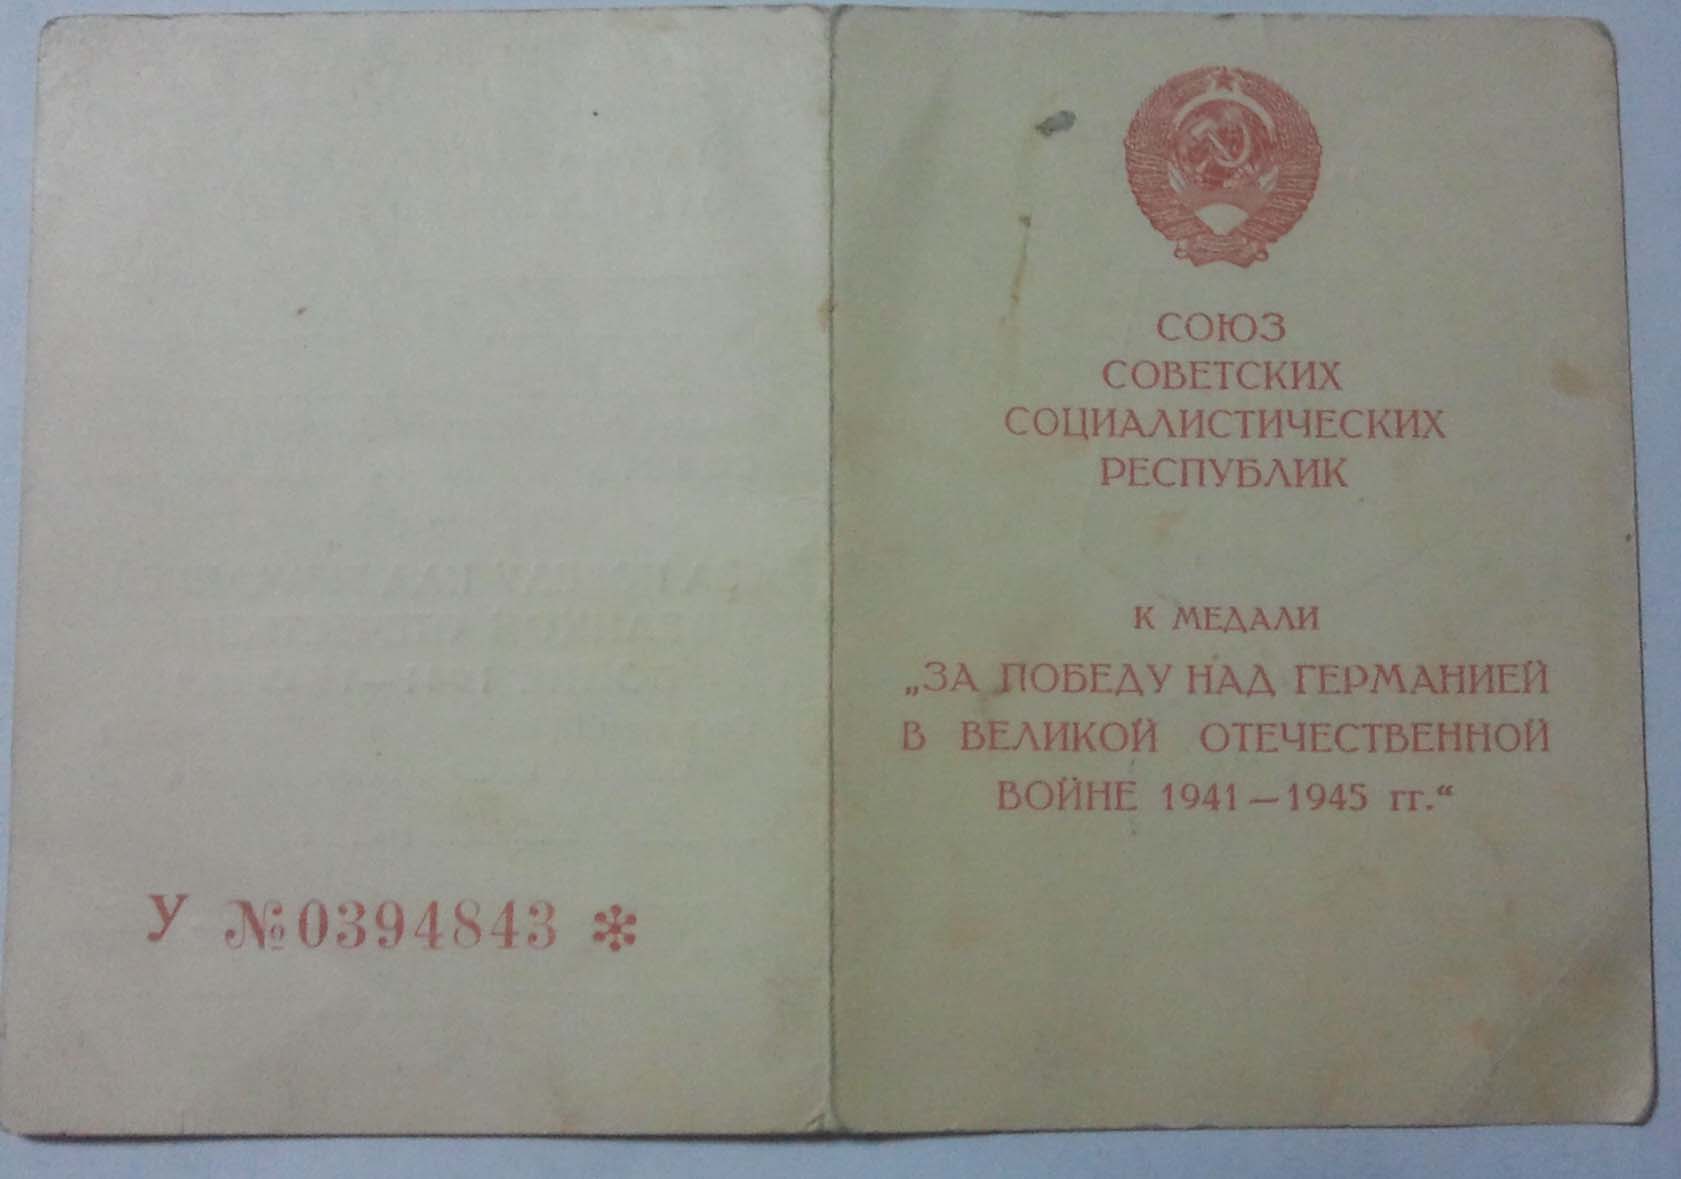 СОЮЗ
СОВЕТСКИХ
СОЦИАЛИСТИЧЕСКИХ
РЕСПУБЛИК
К МЕДАЛИ
„ЗА ПОБЕДУ НАД ГЕРМАНИЕЙ
В ВЕЛИКОЙ ОТЕЧЕСТВЕННОЙ
ВОЙНЕ 1941—1945 гг.“
У №0394843 *